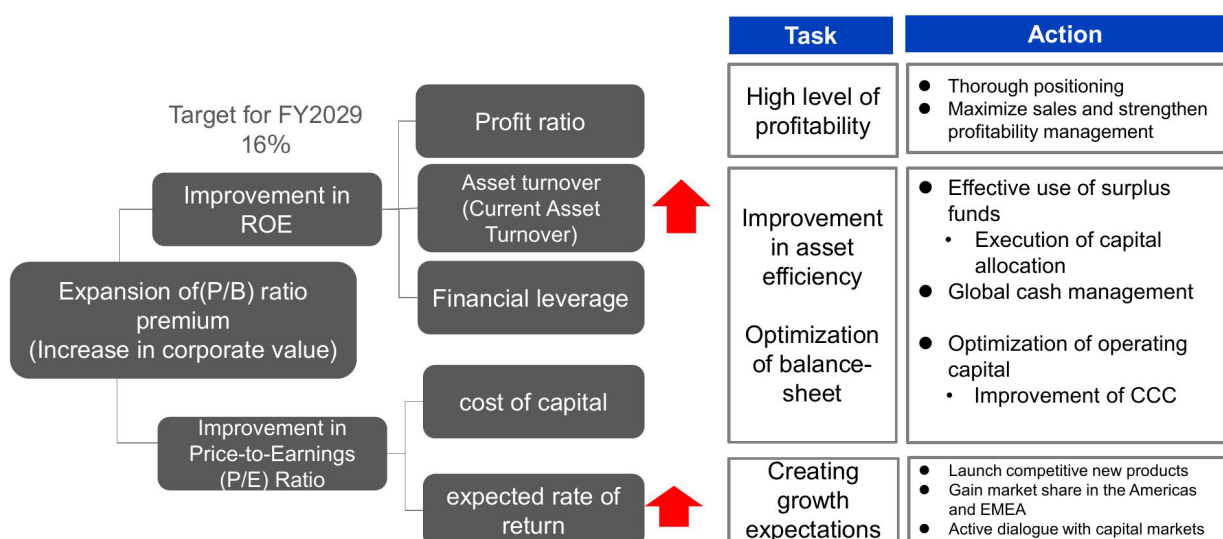 Target for FY2029
16%
Expansion of(P/B) ratio
premium
(Increase in corporate value)
Improvement in
ROE
Improvement in
Price-to-Earnings
(P/E) Ratio
Profit ratio
Asset turnover
(Current Asset
Turnover)
Financial leverage
cost of capital
expected rate of
return
Task
Action
High level of
profitability
● Thorough positioning
● Maximize sales and strengthen
profitability management
Improvement
in asset
efficiency
Optimization
of balance-
sheet
● Effective use of surplus
funds
• Execution of capital
allocation
● Global cash management
● Optimization of operating
capital
• Improvement of CCC
Creating
growth
expectations
● Launch competitive new products
● Gain market share in the Americas
and EMEA
● Active dialogue with capital markets